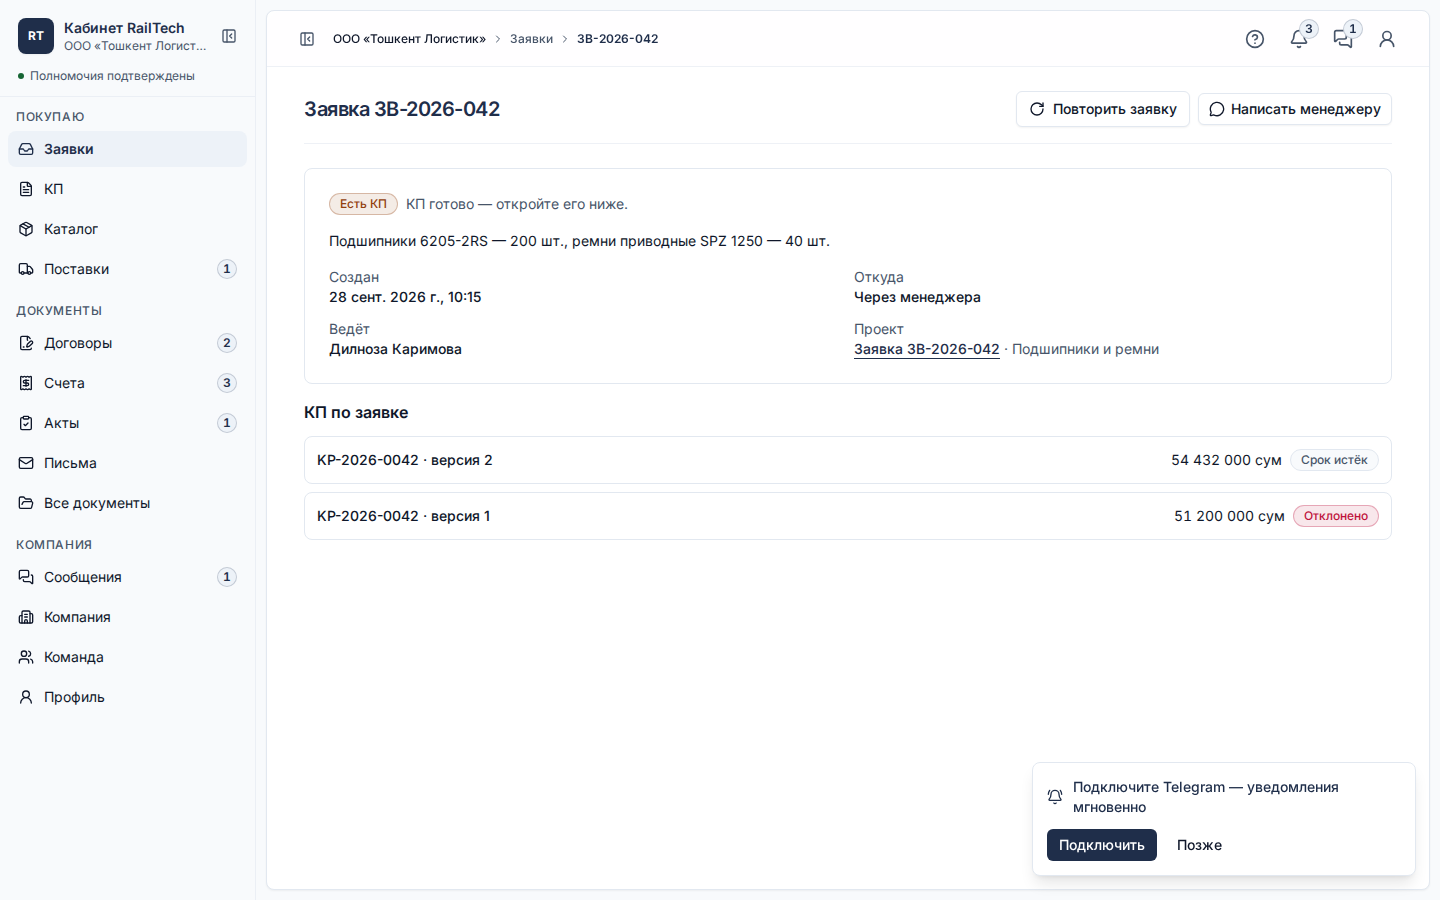 RT
Кабинет RailTech
ООО «Тошкент Логист...
Полномочия подтверждены
ПОКУПАЮ
Заявки
КП
Каталог
Поставки 1
ДОКУМЕНТЫ
Договоры 2
Счета 3
Акты 1
Письма
Все документы
КОМПАНИЯ
Сообщения 1
Компания
Команда
Профиль
ООО «Тошкент Логистик» › Заявки › ЗВ-2026-042
3
1
Заявка ЗВ-2026-042
Повторить заявку
Написать менеджеру
Есть КП КП готово — откройте его ниже.
Подшипники 6205-2RS — 200 шт., ремни приводные SPZ 1250 — 40 шт.
Создан
28 сент. 2026 г., 10:15
Откуда
Через менеджера
Ведёт
Дилноза Каримова
Проект
Заявка ЗВ-2026-042 · Подшипники и ремни
КП по заявке
KP-2026-0042 · версия 2 54 432 000 сум Срок истёк
KP-2026-0042 · версия 1 51 200 000 сум Отклонено
Подключите Telegram — уведомления
мгновенно
Подключить Позже